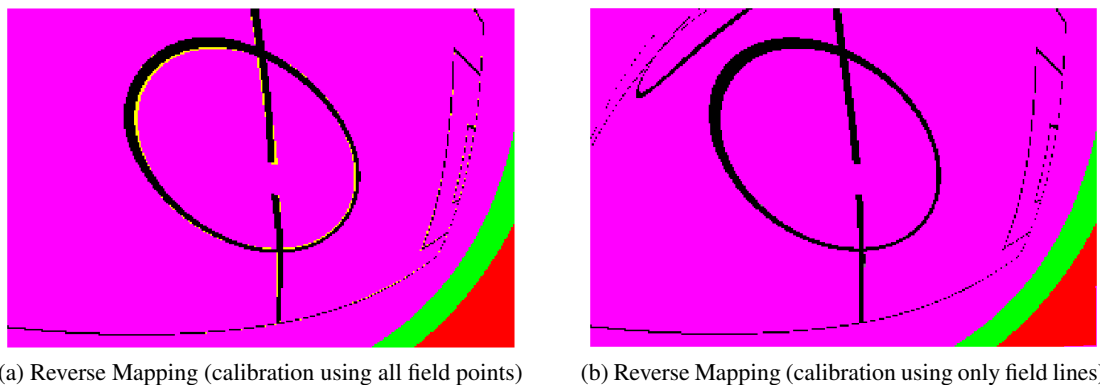 (a) Reverse Mapping (calibration using all field points)
(b) Reverse Mapping (calibration using only field lines)